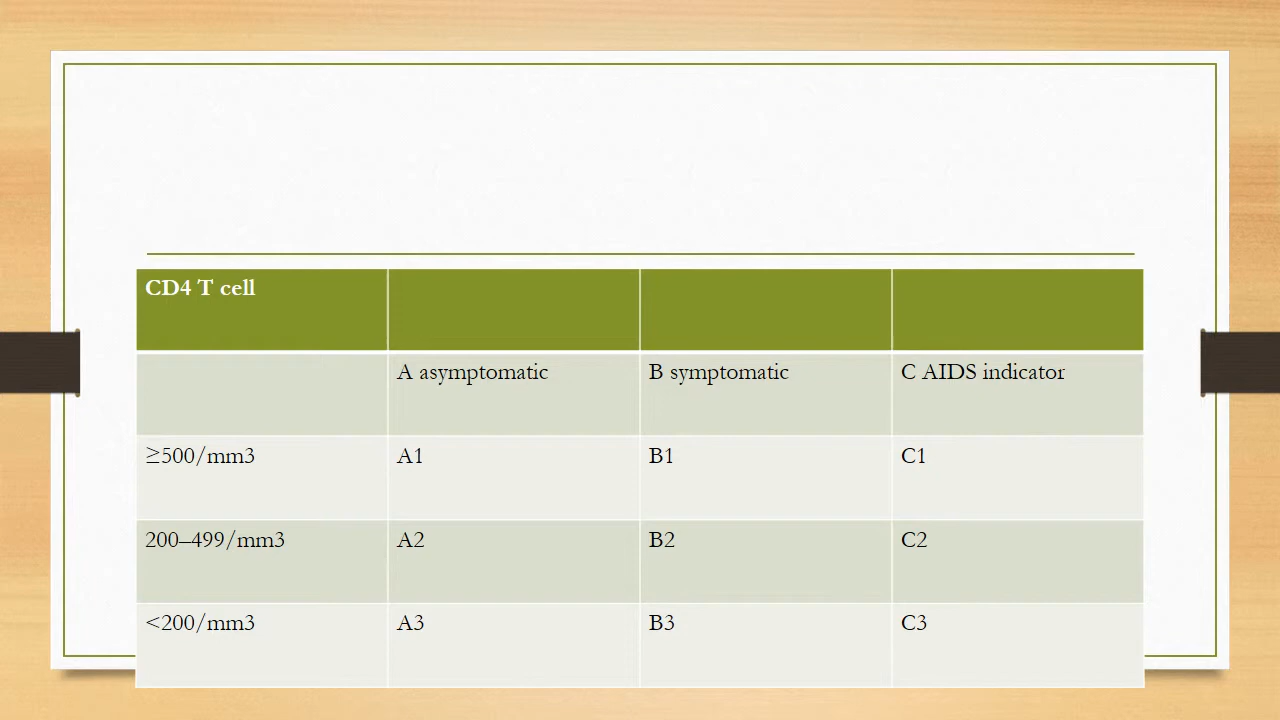 CD4 T cell
A asymptomatic B symptomatic C AIDS indicator
≥500/mm3 A1 B1 C1
200–499/mm3 A2 B2 C2
<200/mm3 A3 B3 C3